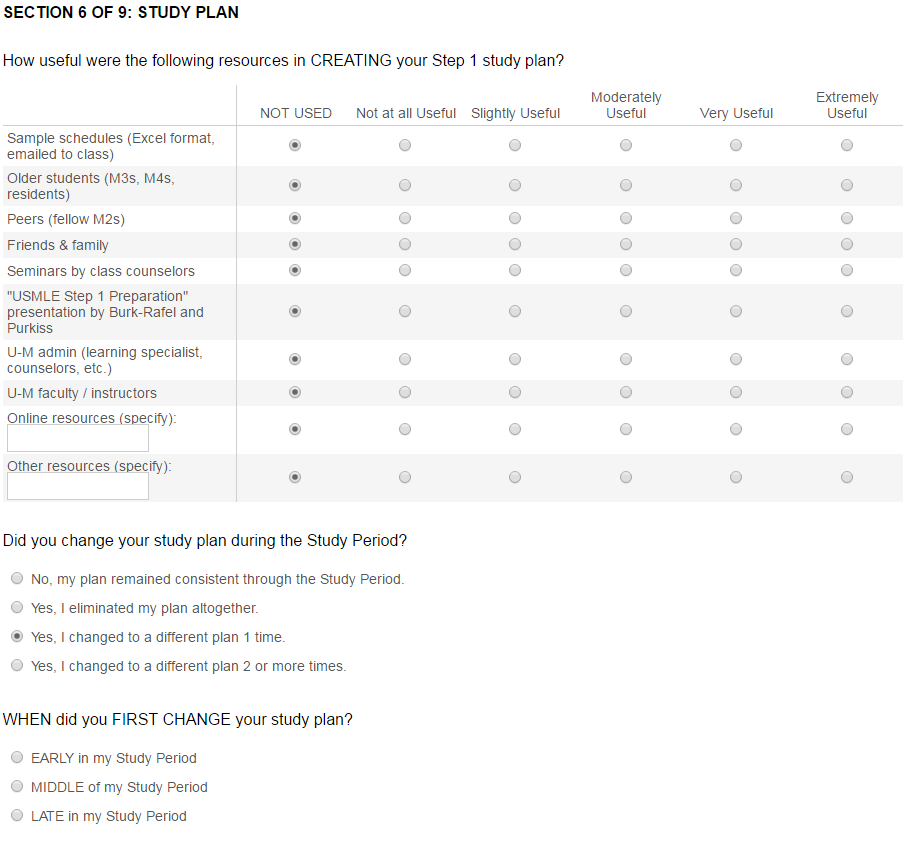 SECTION 6 OF 9: STUDY PLAN
How useful were the following resources in CREATING your Step 1 study plan?
NOT USED Not at all Useful Slightly Useful Moderately Useful Very Useful Extremely Useful
Sample schedules (Excel format,
emailed to class)
Older students (M3s, M4s,
residents)
Peers (fellow M2s)
Friends & family
Seminars by class counselors
"USMLE Step 1 Preparation"
presentation by Burk-Rafel and
Purkiss
U-M admin (learning specialist,
counselors, etc.)
U-M faculty / instructors
Online resources (specify):
Other resources (specify):
Did you change your study plan during the Study Period?
No, my plan remained consistent through the Study Period.
Yes, I eliminated my plan altogether.
Yes, I changed to a different plan 1 time.
Yes, I changed to a different plan 2 or more times.
WHEN did you FIRST CHANGE your study plan?
EARLY in my Study Period
MIDDLE of my Study Period
LATE in my Study Period